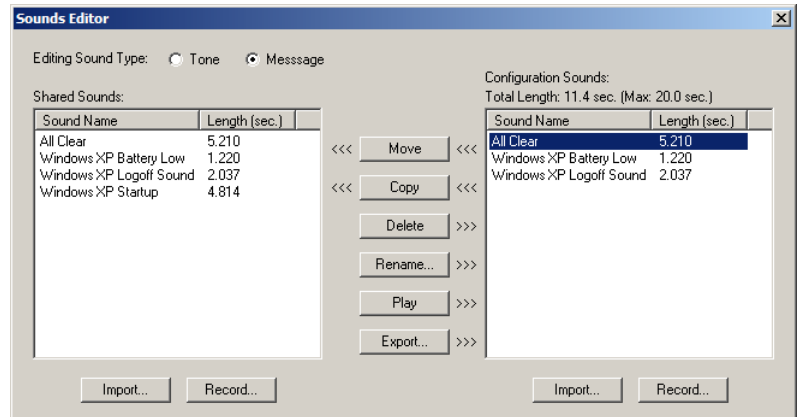 Sounds Editor
Editing Sound Type: Tone Messsage
Shared Sounds:
Sound Name Length (sec.)
All Clear 5.210
Windows XP Battery Low 1.220
Windows XP Logoff Sound 2.037
Windows XP Startup 4.814
Import... Record...
<<< Move <<<
<<< Copy <<<
Delete >>>
Rename... >>>
Play >>>
Export... >>>
Configuration Sounds:
Total Length: 11.4 sec. (Max: 20.0 sec.)
Sound Name Length (sec.)
All Clear 5.210
Windows XP Battery Low 1.220
Windows XP Logoff Sound 2.037
Import... Record...